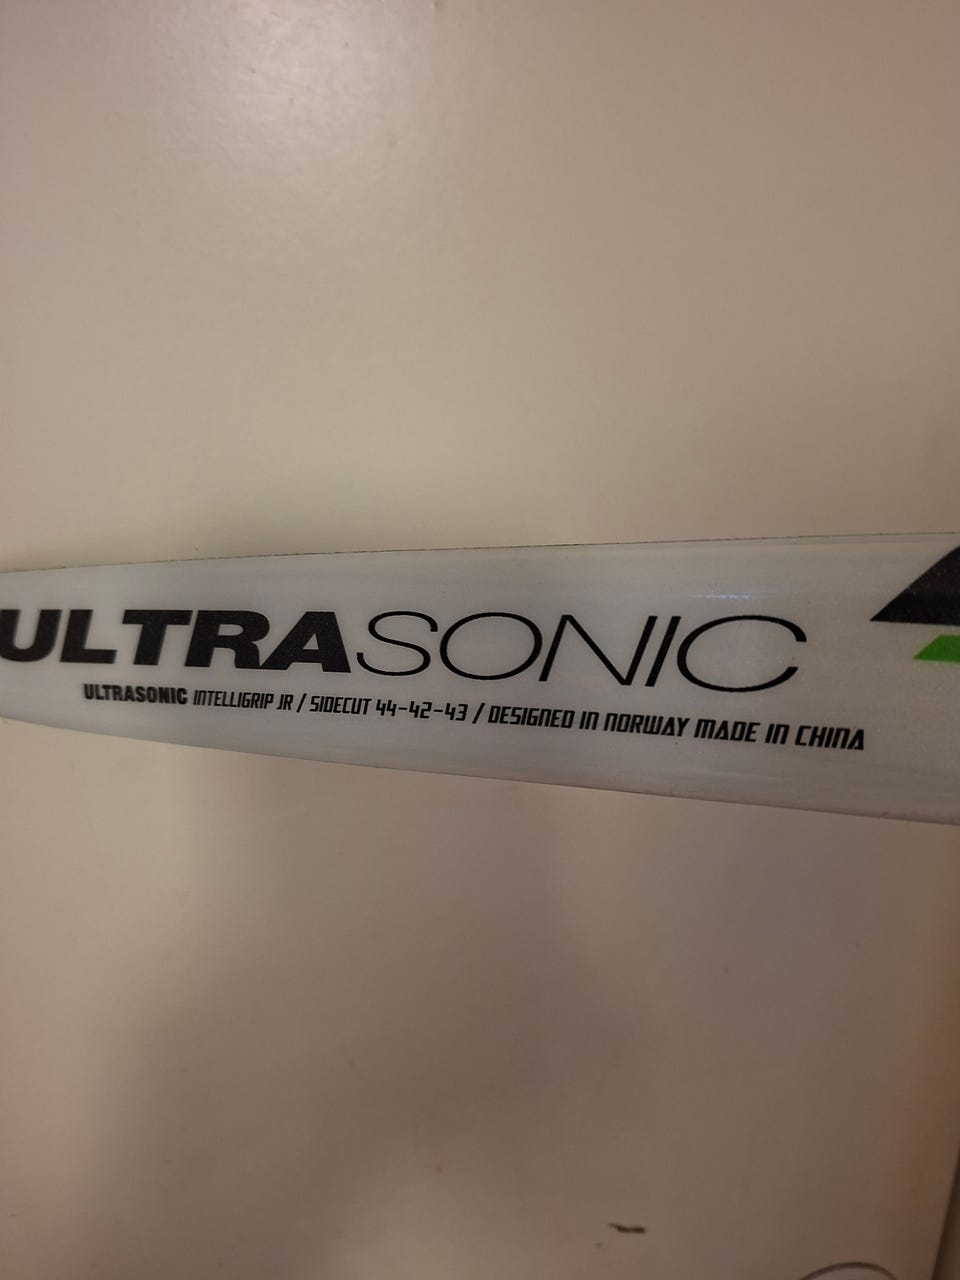 ULTRASONIC
ULTRASONIC INTELLIGRIP JR / SIDECUT 44-42-43 / DESIGNED IN NORWAY MADE IN CHINA